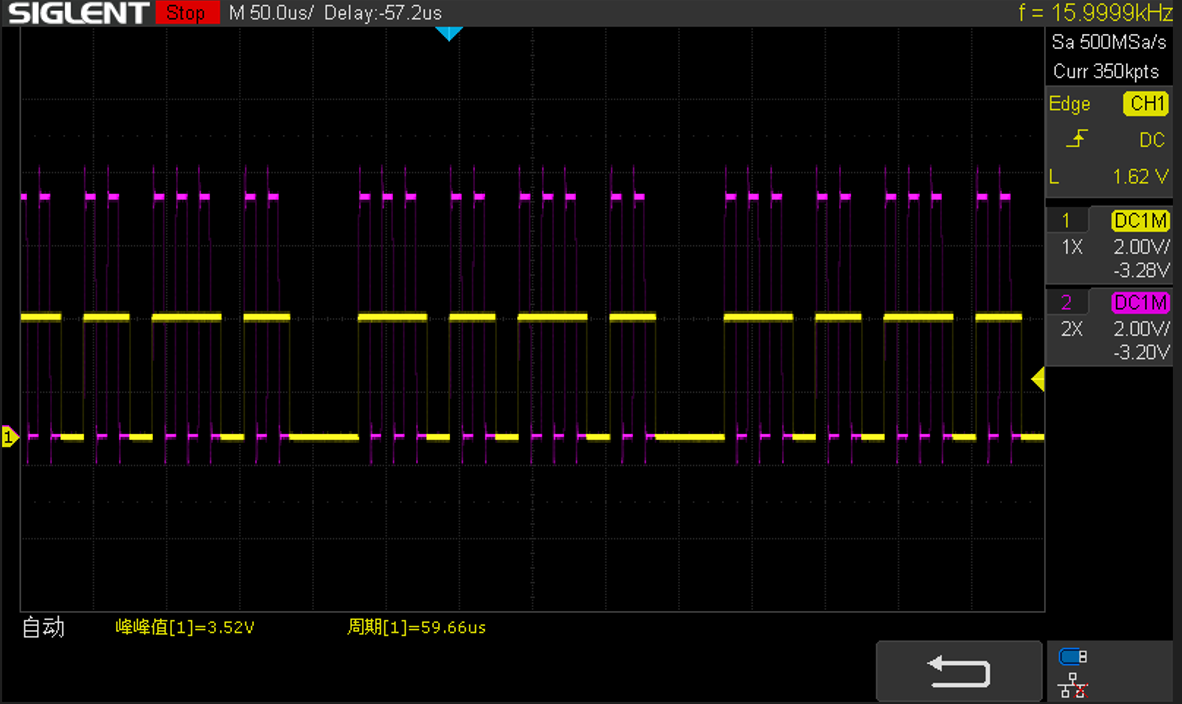 SIGLENT Stop M 50.0us/ Delay:-57.2us f = 15.9999kHz
Sa 500MSa/s
Curr 350kpts
Edge CH1
DC
L 1.62 V
1 DC1M
1X 2.00V/
-3.28V
2 DC1M
2X 2.00V/
-3.20V
1
自动 峰峰值[1]=3.52V 周期[1]=59.66us